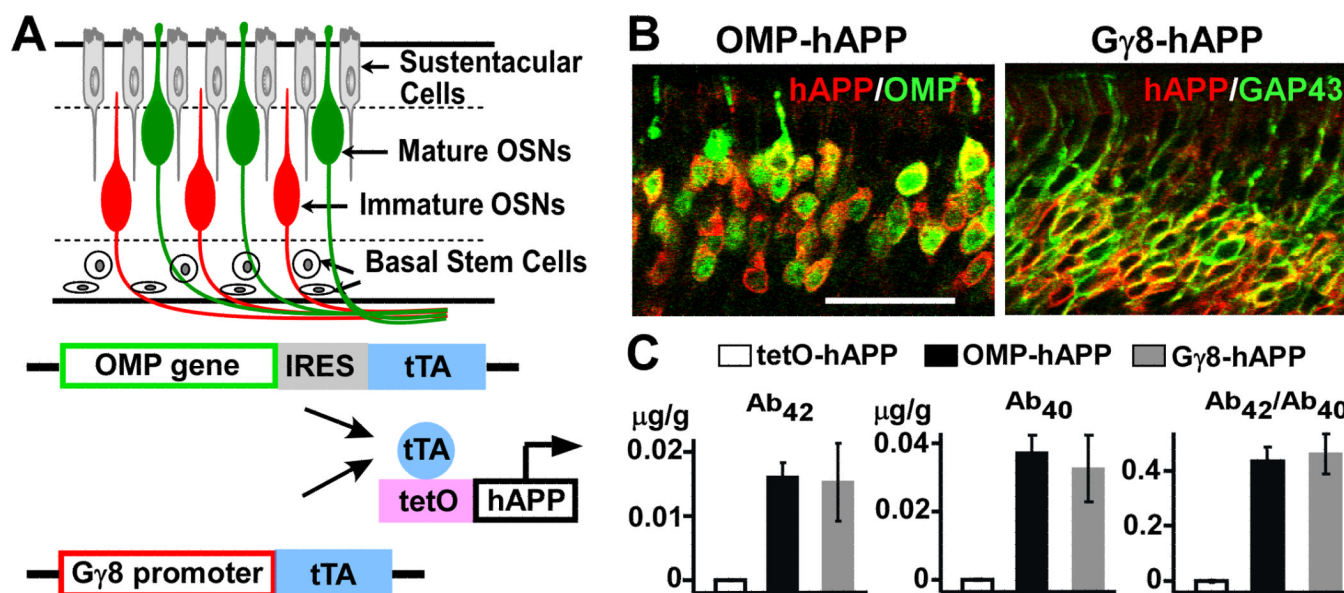 A
Sustentacular
Cells
Mature OSNs
Immature OSNs
Basal Stem Cells
OMP gene IRES tTA
tTA
tetO hAPP
Gγ8 promoter tTA
B
OMP-hAPP Gγ8-hAPP
hAPP/OMP hAPP/GAP43
C
tetO-hAPP OMP-hAPP Gγ8-hAPP
µg/g Ab42 µg/g Ab40 Ab42/Ab40
0.02 0.04 0.4
0.01 0.02 0.2
0 0 0